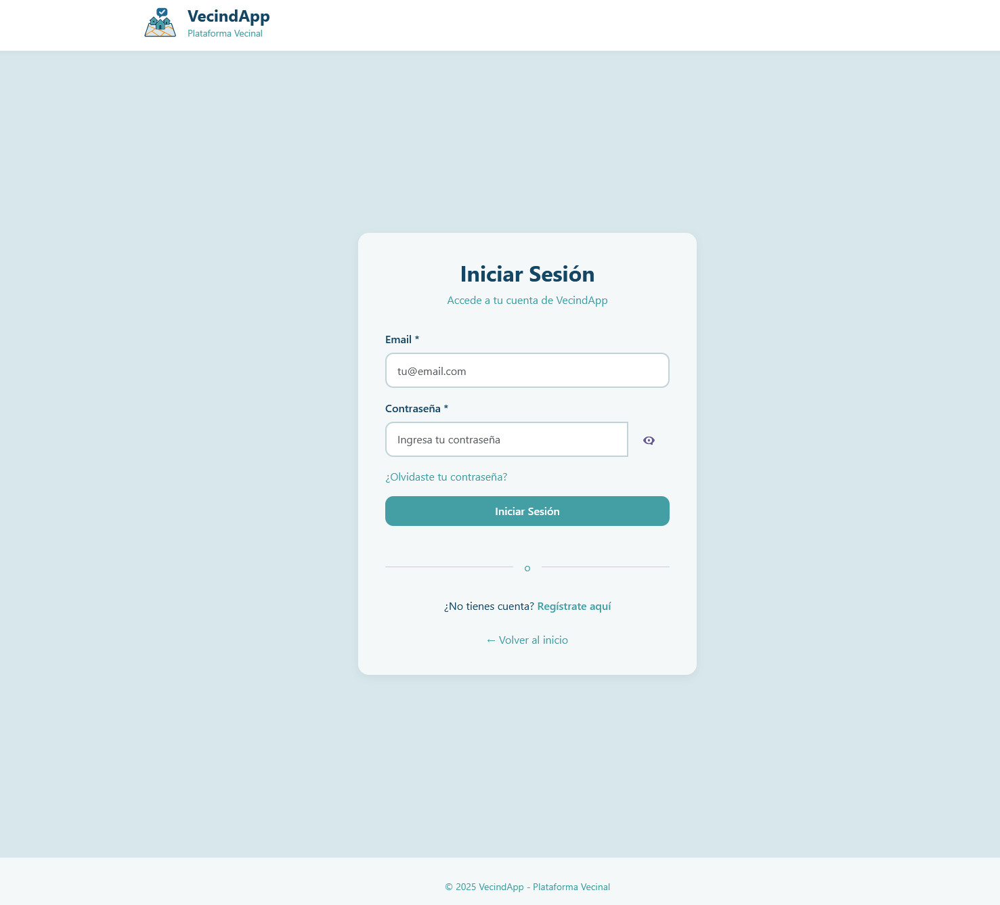 VecindApp
Plataforma Vecinal
Iniciar Sesión
Accede a tu cuenta de VecindApp
Email *
tu@email.com
Contraseña *
Ingresa tu contraseña
¿Olvidaste tu contraseña?
Iniciar Sesión
o
¿No tienes cuenta? Regístrate aquí
← Volver al inicio
© 2025 VecindApp - Plataforma Vecinal